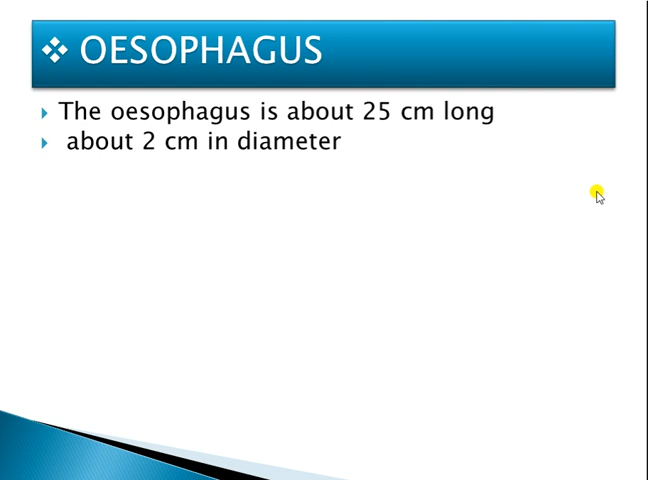 ❖ OESOPHAGUS
The oesophagus is about 25 cm long
about 2 cm in diameter